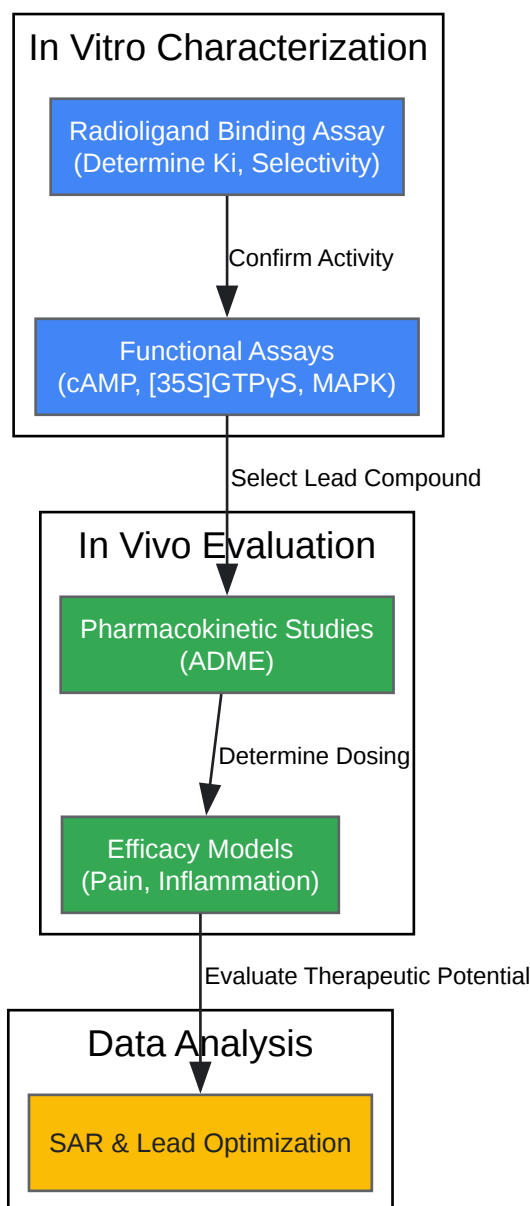 In Vitro Characterization
Radioligand Binding Assay
(Determine Ki, Selectivity)
Confirm Activity
Functional Assays
(cAMP, [35S]GTPγS, MAPK)
Select Lead Compound
In Vivo Evaluation
Pharmacokinetic Studies
(ADME)
Determine Dosing
Efficacy Models
(Pain, Inflammation)
Evaluate Therapeutic Potential
Data Analysis
SAR & Lead Optimization